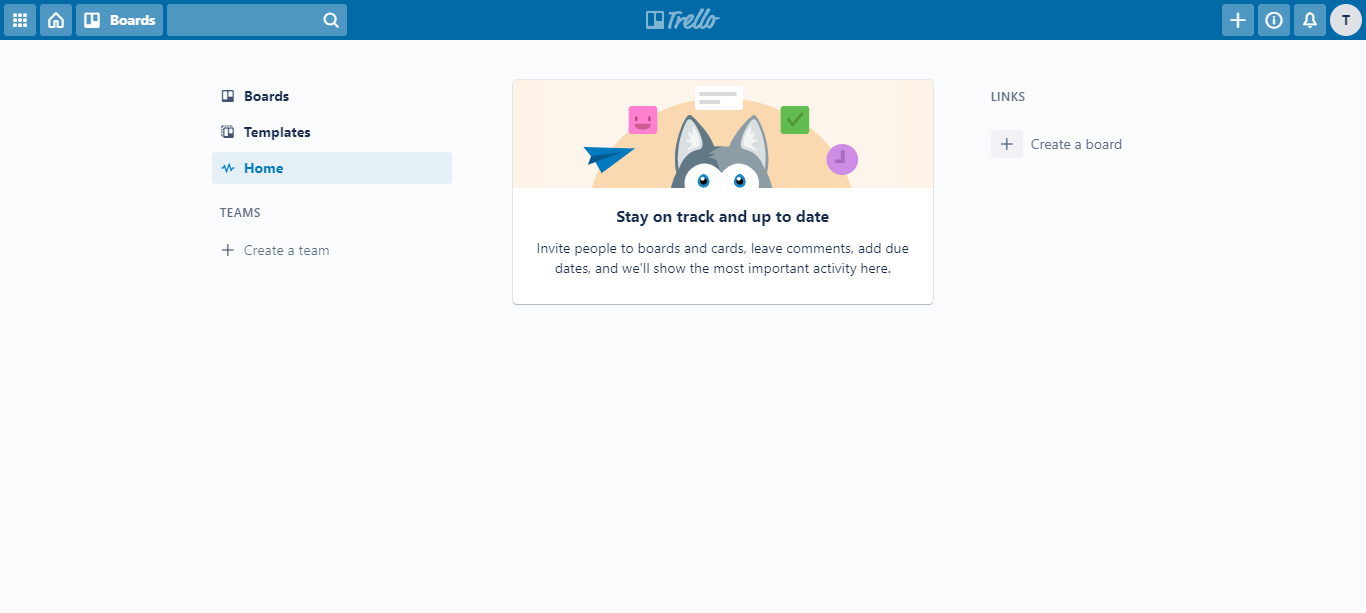 Boards
Trello
T
Boards
Templates
Home
TEAMS
Create a team
Stay on track and up to date
Invite people to boards and cards, leave comments, add due
dates, and we'll show the most important activity here.
LINKS
Create a board